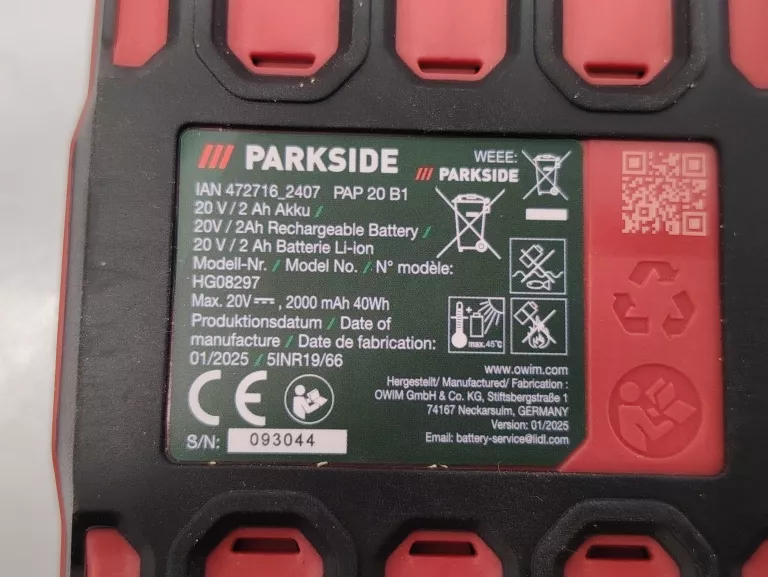 PARKSIDE
WEEE:
PARKSIDE
IAN 472716_2407 PAP 20 B1
20 V / 2 Ah Akku /
20V / 2Ah Rechargeable Battery /
20 V / 2 Ah Batterie Li-ion
Modell-Nr. / Model No. / N° modèle:
HG08297
Max. 20V ⎓ , 2000 mAh 40Wh
Produktionsdatum / Date of
manufacture / Date de fabrication:
01/2025 / 5INR19/66
max.45°C
CE
S/N: 093044
www.owim.com
Hergestellt/ Manufactured/ Fabrication :
OWIM GmbH & Co. KG, Stiftsbergstraße 1
74167 Neckarsulm, GERMANY
Version: 01/2025
Email: battery-service@lidl.com